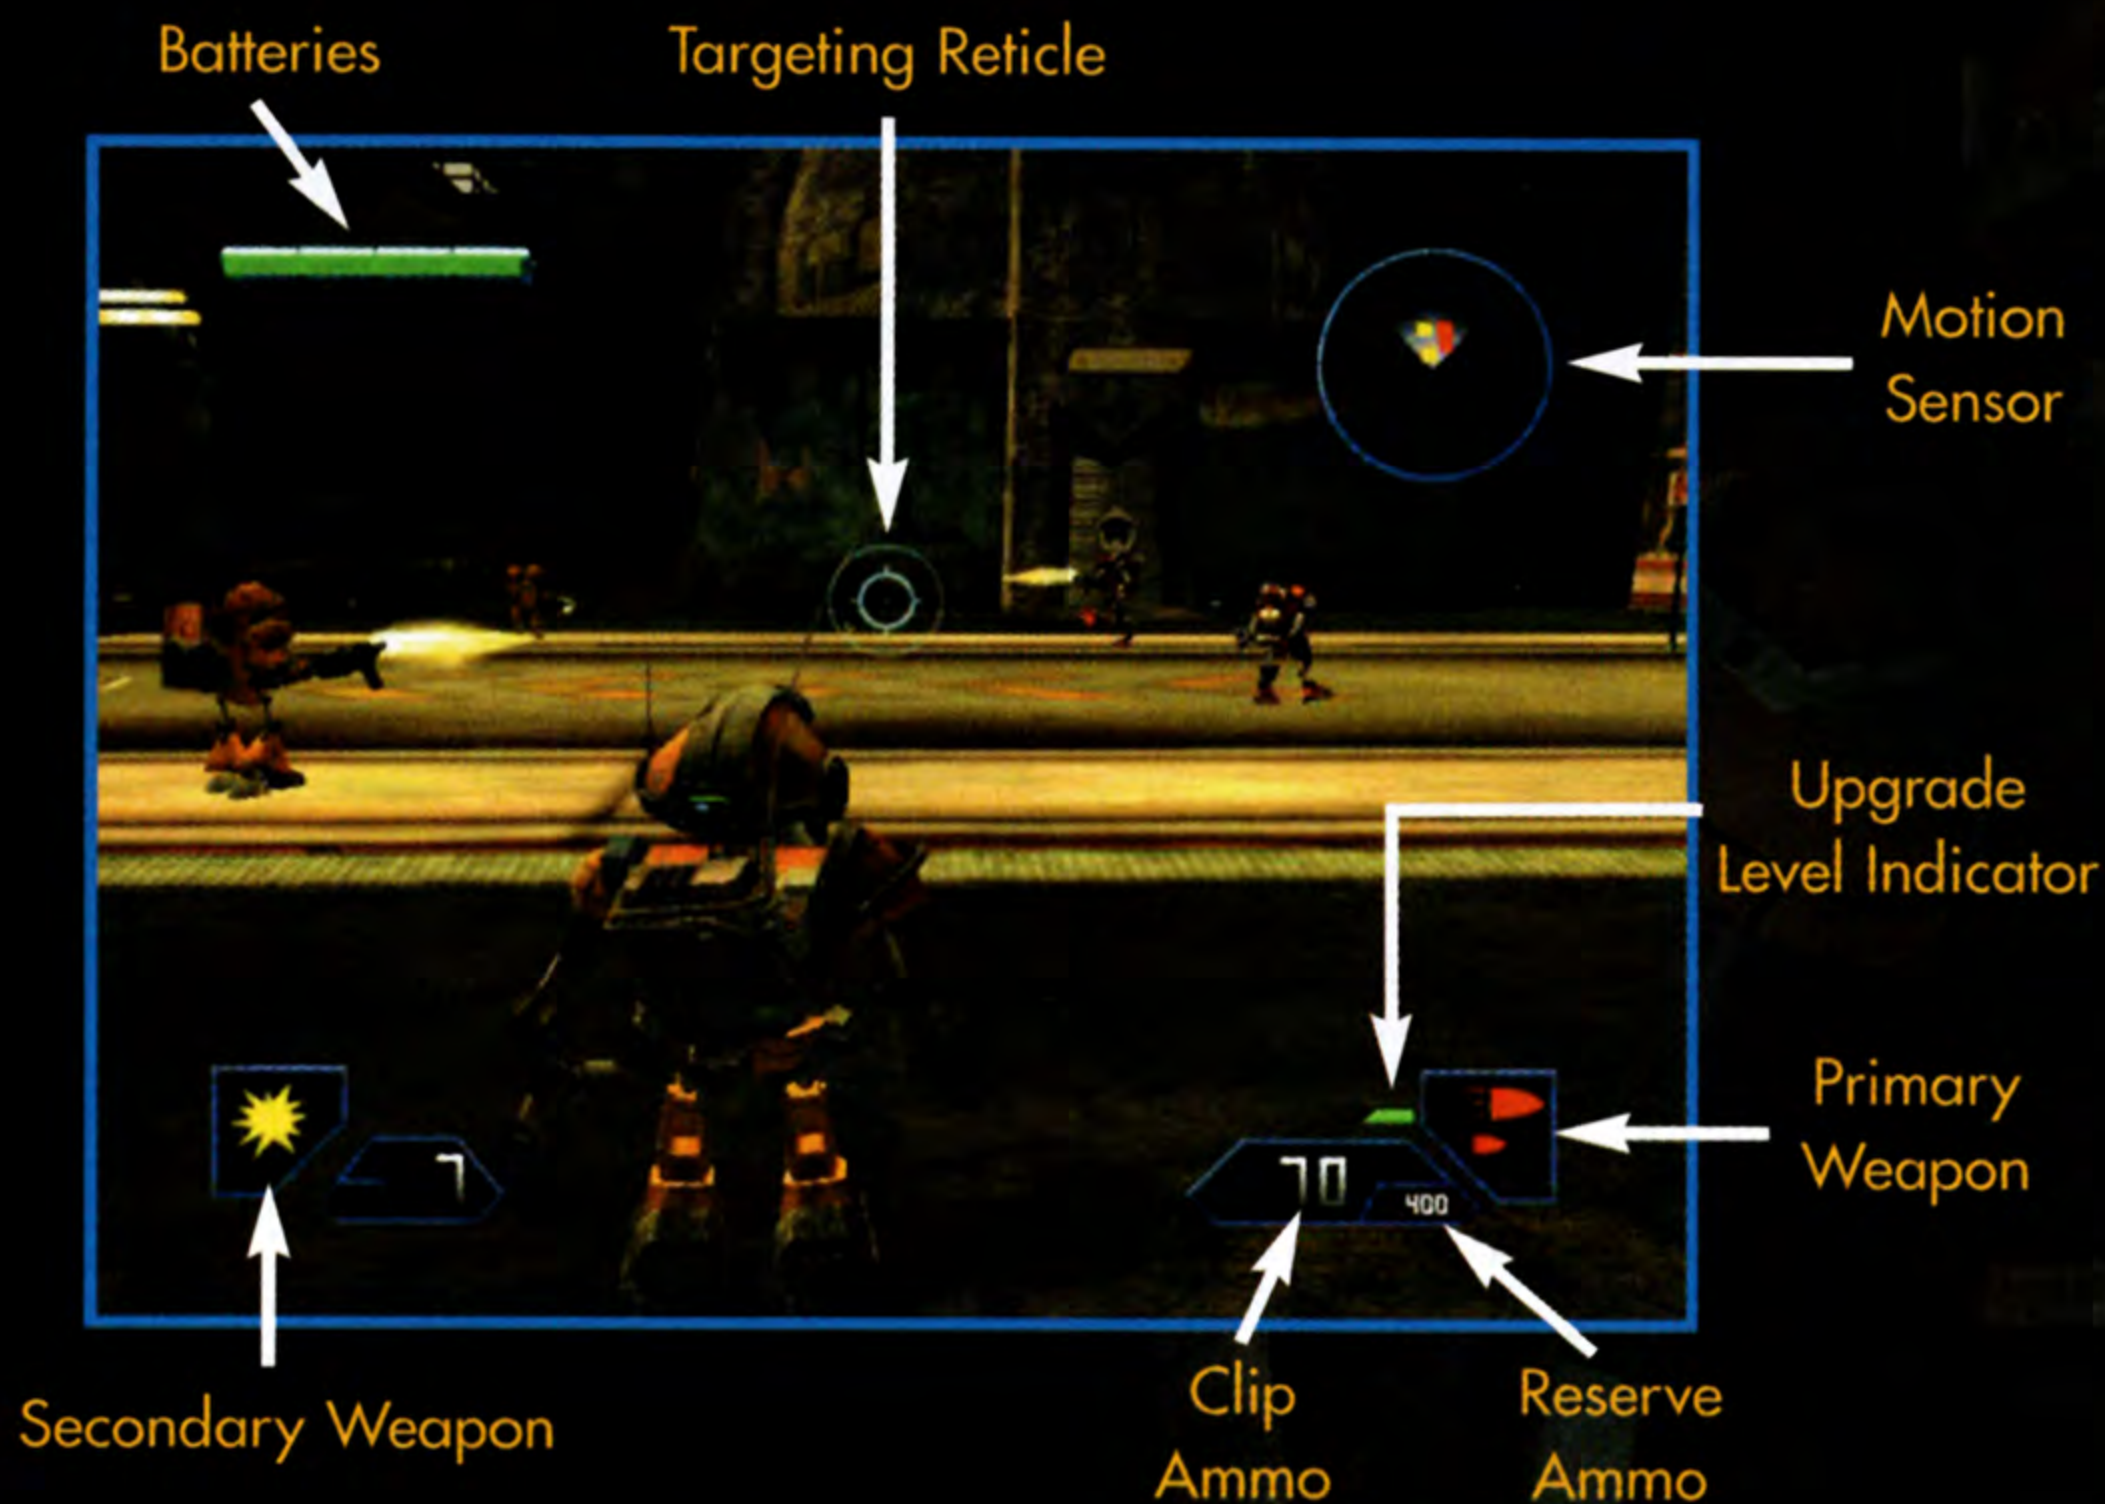 Batteries
Targeting Reticle
Motion
Sensor
Upgrade
Level Indicator
Primary
Weapon
7
70
400
Secondary Weapon
Clip
Ammo
Reserve
Ammo